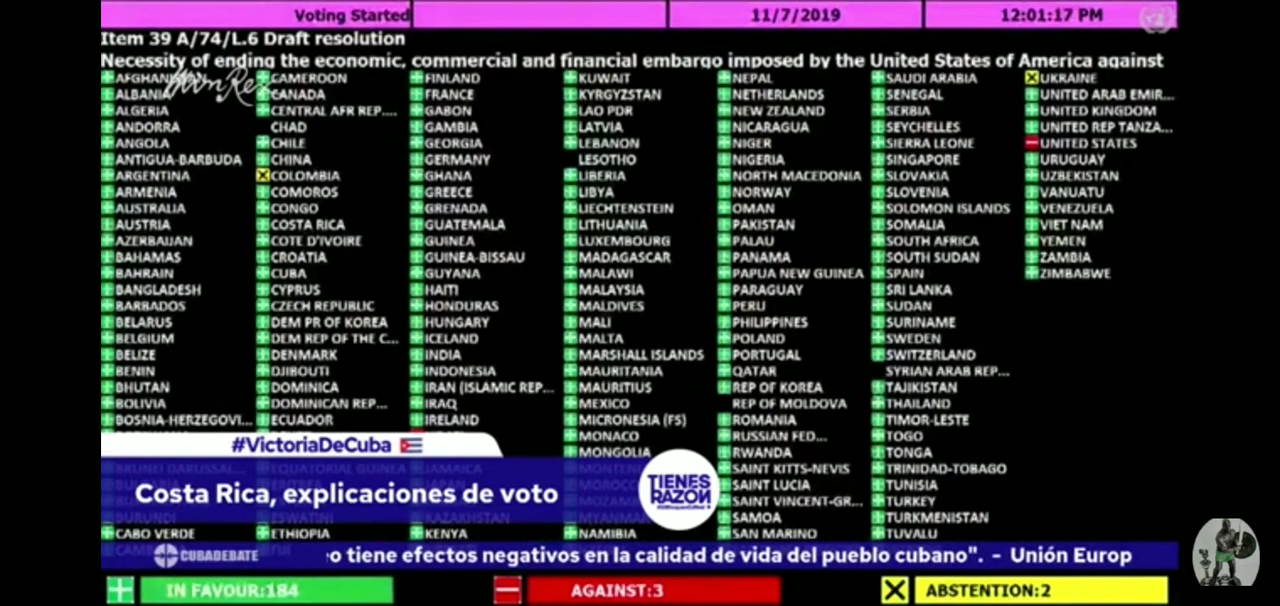 Voting Started 11/7/2019 12:01:17 PM
Item 39 A/74/L.6 Draft resolution
Necessity of ending the economic, commercial and financial embargo imposed by the United States of America against
AFGHAN CAMEROON FINLAND KUWAIT NEPAL SAUDI ARABIA UKRAINE
ALBANIA CANADA FRANCE KYRGYZSTAN NETHERLANDS SENEGAL UNITED ARAB EMIR...
ALGERIA CENTRAL AFR REP.... GABON LAO PDR NEW ZEALAND SERBIA UNITED KINGDOM
ANDORRA CHAD GAMBIA LATVIA NICARAGUA SEYCHELLES UNITED REP TANZA...
ANGOLA CHILE GEORGIA LEBANON NIGER SIERRA LEONE UNITED STATES
ANTIGUA-BARBUDA CHINA GERMANY LESOTHO NIGERIA SINGAPORE URUGUAY
ARGENTINA COLOMBIA GHANA LIBERIA NORTH MACEDONIA SLOVAKIA UZBEKISTAN
ARMENIA COMOROS GREECE LIBYA NORWAY SLOVENIA VANUATU
AUSTRALIA CONGO GRENADA LIECHTENSTEIN OMAN SOLOMON ISLANDS VENEZUELA
AUSTRIA COSTA RICA GUATEMALA LITHUANIA PAKISTAN SOMALIA VIET NAM
AZERBAIJAN COTE D'IVOIRE GUINEA LUXEMBOURG PALAU SOUTH AFRICA YEMEN
BAHAMAS CROATIA GUINEA-BISSAU MADAGASCAR PANAMA SOUTH SUDAN ZAMBIA
BAHRAIN CUBA GUYANA MALAWI PAPUA NEW GUINEA SPAIN ZIMBABWE
BANGLADESH CYPRUS HAITI MALAYSIA PARAGUAY SRI LANKA
BARBADOS CZECH REPUBLIC HONDURAS MALDIVES PERU SUDAN
BELARUS DEM PR OF KOREA HUNGARY MALI PHILIPPINES SURINAME
BELGIUM DEM REP OF THE C... ICELAND MALTA POLAND SWEDEN
BELIZE DENMARK INDIA MARSHALL ISLANDS PORTUGAL SWITZERLAND
BENIN DJIBOUTI INDONESIA MAURITANIA QATAR SYRIAN ARAB REP...
BHUTAN DOMINICA IRAN (ISLAMIC REP... MAURITIUS REP OF KOREA TAJIKISTAN
BOLIVIA DOMINICAN REP... IRAQ MEXICO REP OF MOLDOVA THAILAND
BOSNIA-HERZEGOVI... ECUADOR IRELAND MICRONESIA (FS) ROMANIA TIMOR-LESTE
#VictoriaDeCuba MONACO RUSSIAN FED... TOGO
MONGOLIA RWANDA TONGA
BRUNEI DARUSSAL... EQUATORIAL GUINEA JAMAICA SAINT KITTS-NEVIS TRINIDAD-TOBAGO
SAINT LUCIA TUNISIA
Costa Rica, explicaciones de voto TIENES RAZÓN
SAINT VINCENT-GR... TURKEY
BURUNDI ESWATINI KAZAKHSTAN MYANMAR SAMOA TURKMENISTAN
CABO VERDE ETHIOPIA KENYA NAMIBIA SAN MARINO TUVALU
CUBADEBATE o tiene efectos negativos en la calidad de vida del pueblo cubano". - Unión Europ
IN FAVOUR:184 AGAINST:3 ABSTENTION:2